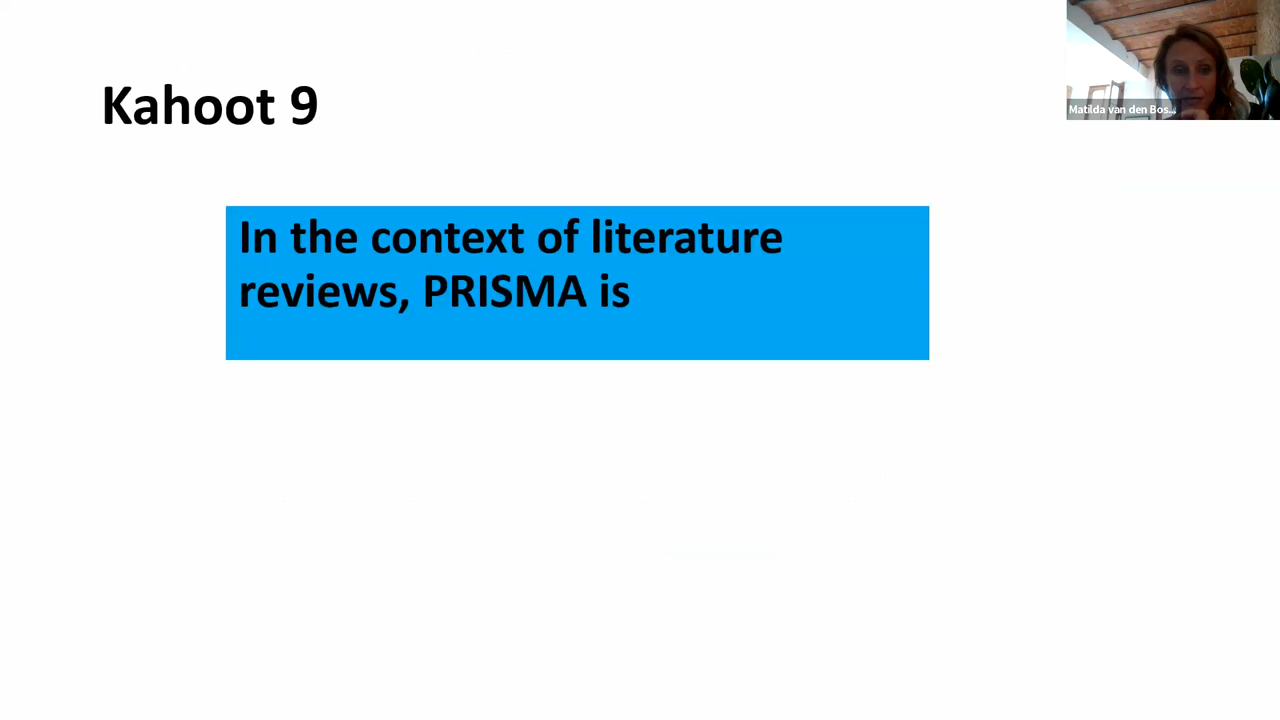 Kahoot 9
Matilda van den Bos...
In the context of literature
reviews, PRISMA is